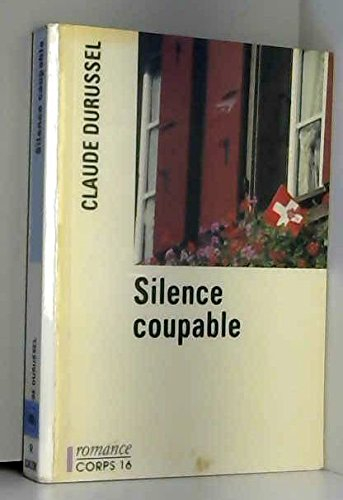 Silence coupable
CLAUDE DURUSSEL
Silence
coupable
romance
CORPS 16